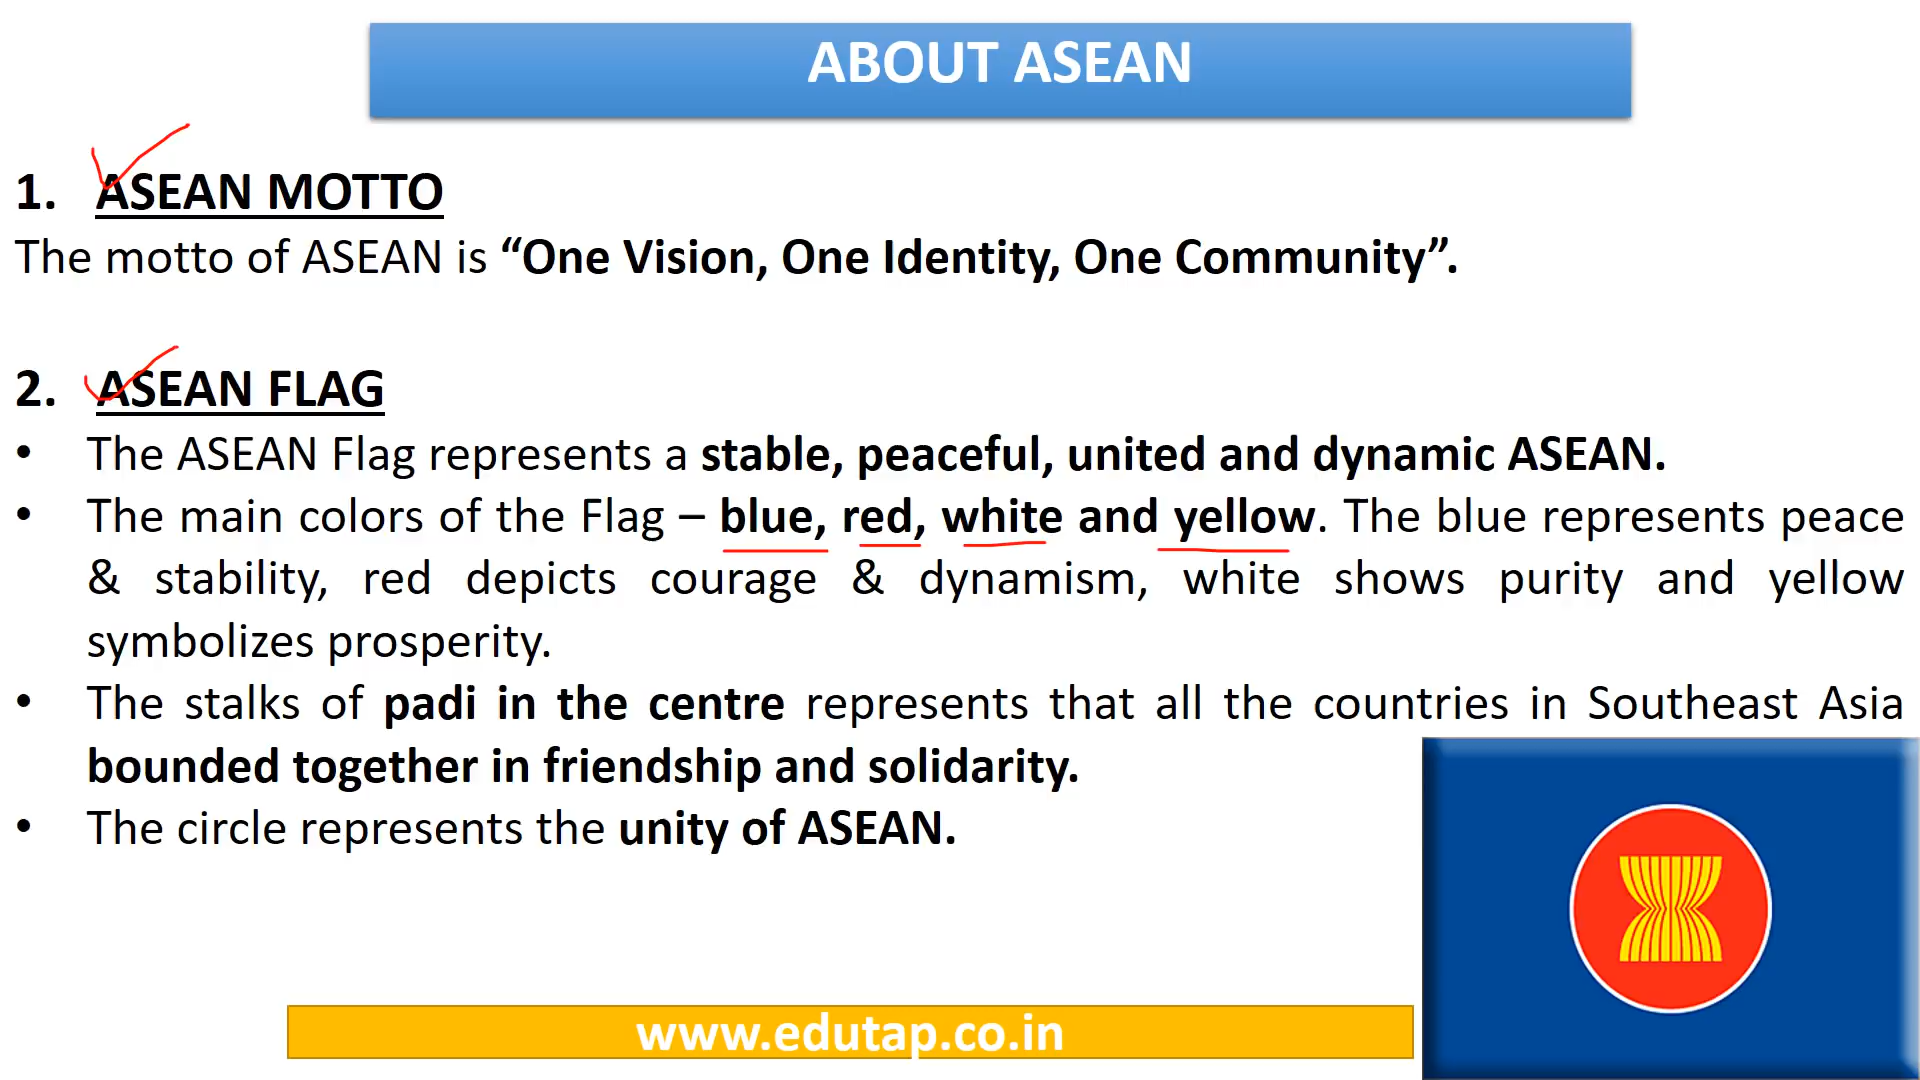 ABOUT ASEAN
1. ASEAN MOTTO
The motto of ASEAN is “One Vision, One Identity, One Community”.
2. ASEAN FLAG
• The ASEAN Flag represents a stable, peaceful, united and dynamic ASEAN.
• The main colors of the Flag – blue, red, white and yellow. The blue represents peace
& stability, red depicts courage & dynamism, white shows purity and yellow
symbolizes prosperity.
• The stalks of padi in the centre represents that all the countries in Southeast Asia
bounded together in friendship and solidarity.
• The circle represents the unity of ASEAN.
www.edutap.co.in